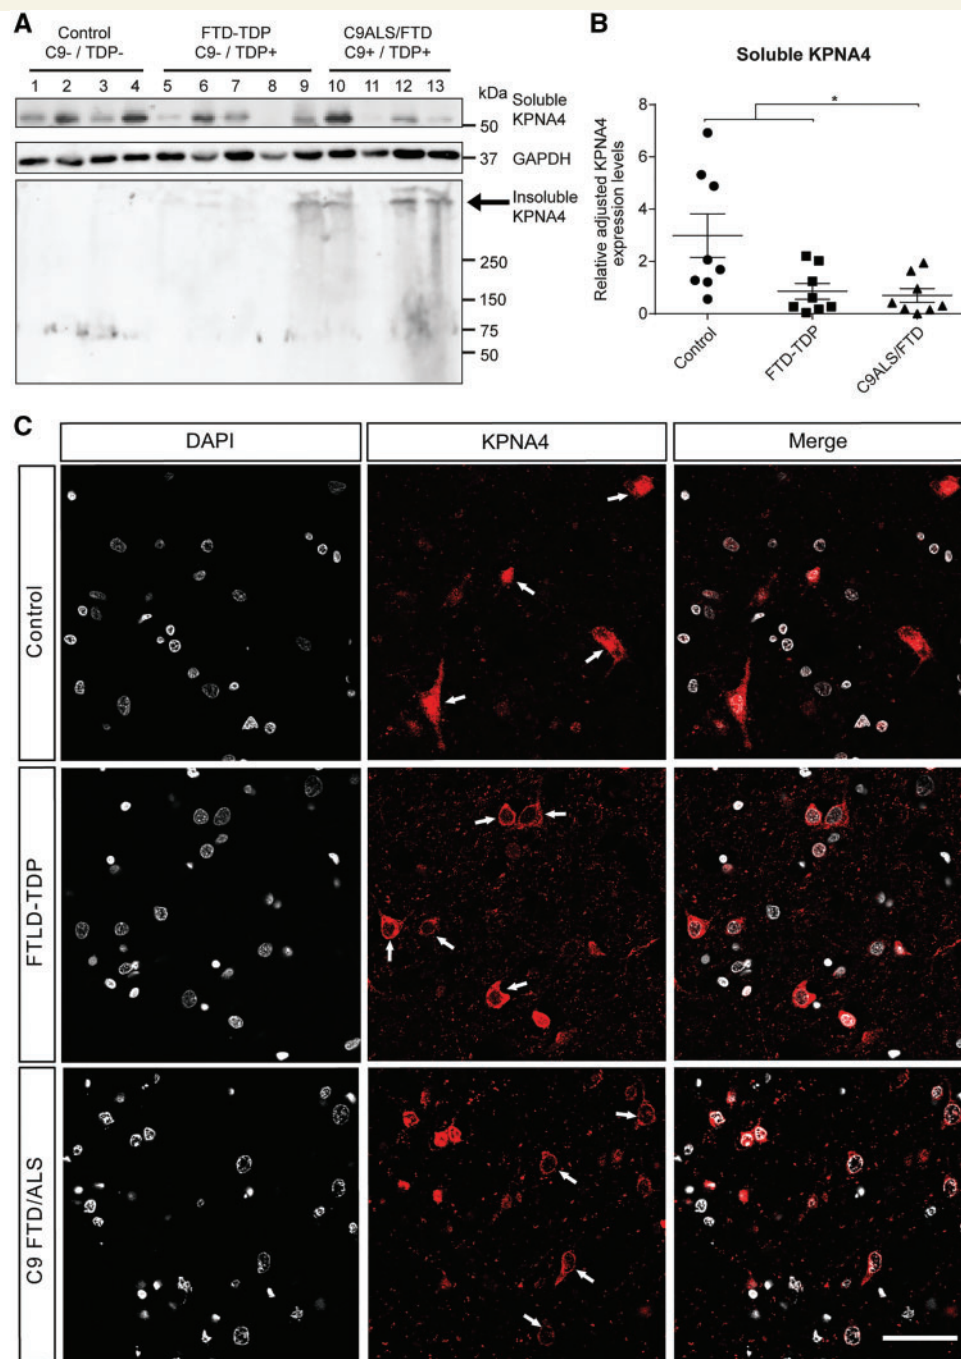 A
Control
C9- / TDP-
FTD-TDP
C9- / TDP+
C9ALS/FTD
C9+ / TDP+
1 2 3 4 5 6 7 8 9 10 11 12 13
kDa
50
Soluble
KPNA4
37
GAPDH
Insoluble
KPNA4
250
150
75
50
B
Soluble KPNA4
*
Relative adjusted KPNA4
expression levels
8
6
4
2
0
Control
FTD-TDP
C9ALS/FTD
C
DAPI
KPNA4
Merge
Control
FTLD-TDP
C9 FTD/ALS